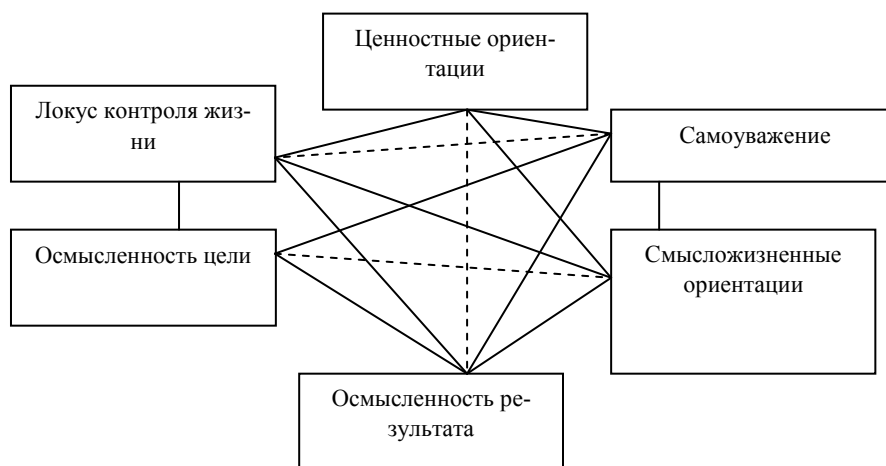 Ценностные ориен-
тации
Локус контроля жиз-
ни
Самоуважение
Осмысленность цели
Смысложизненные
ориентации
Осмысленность ре-
зультата